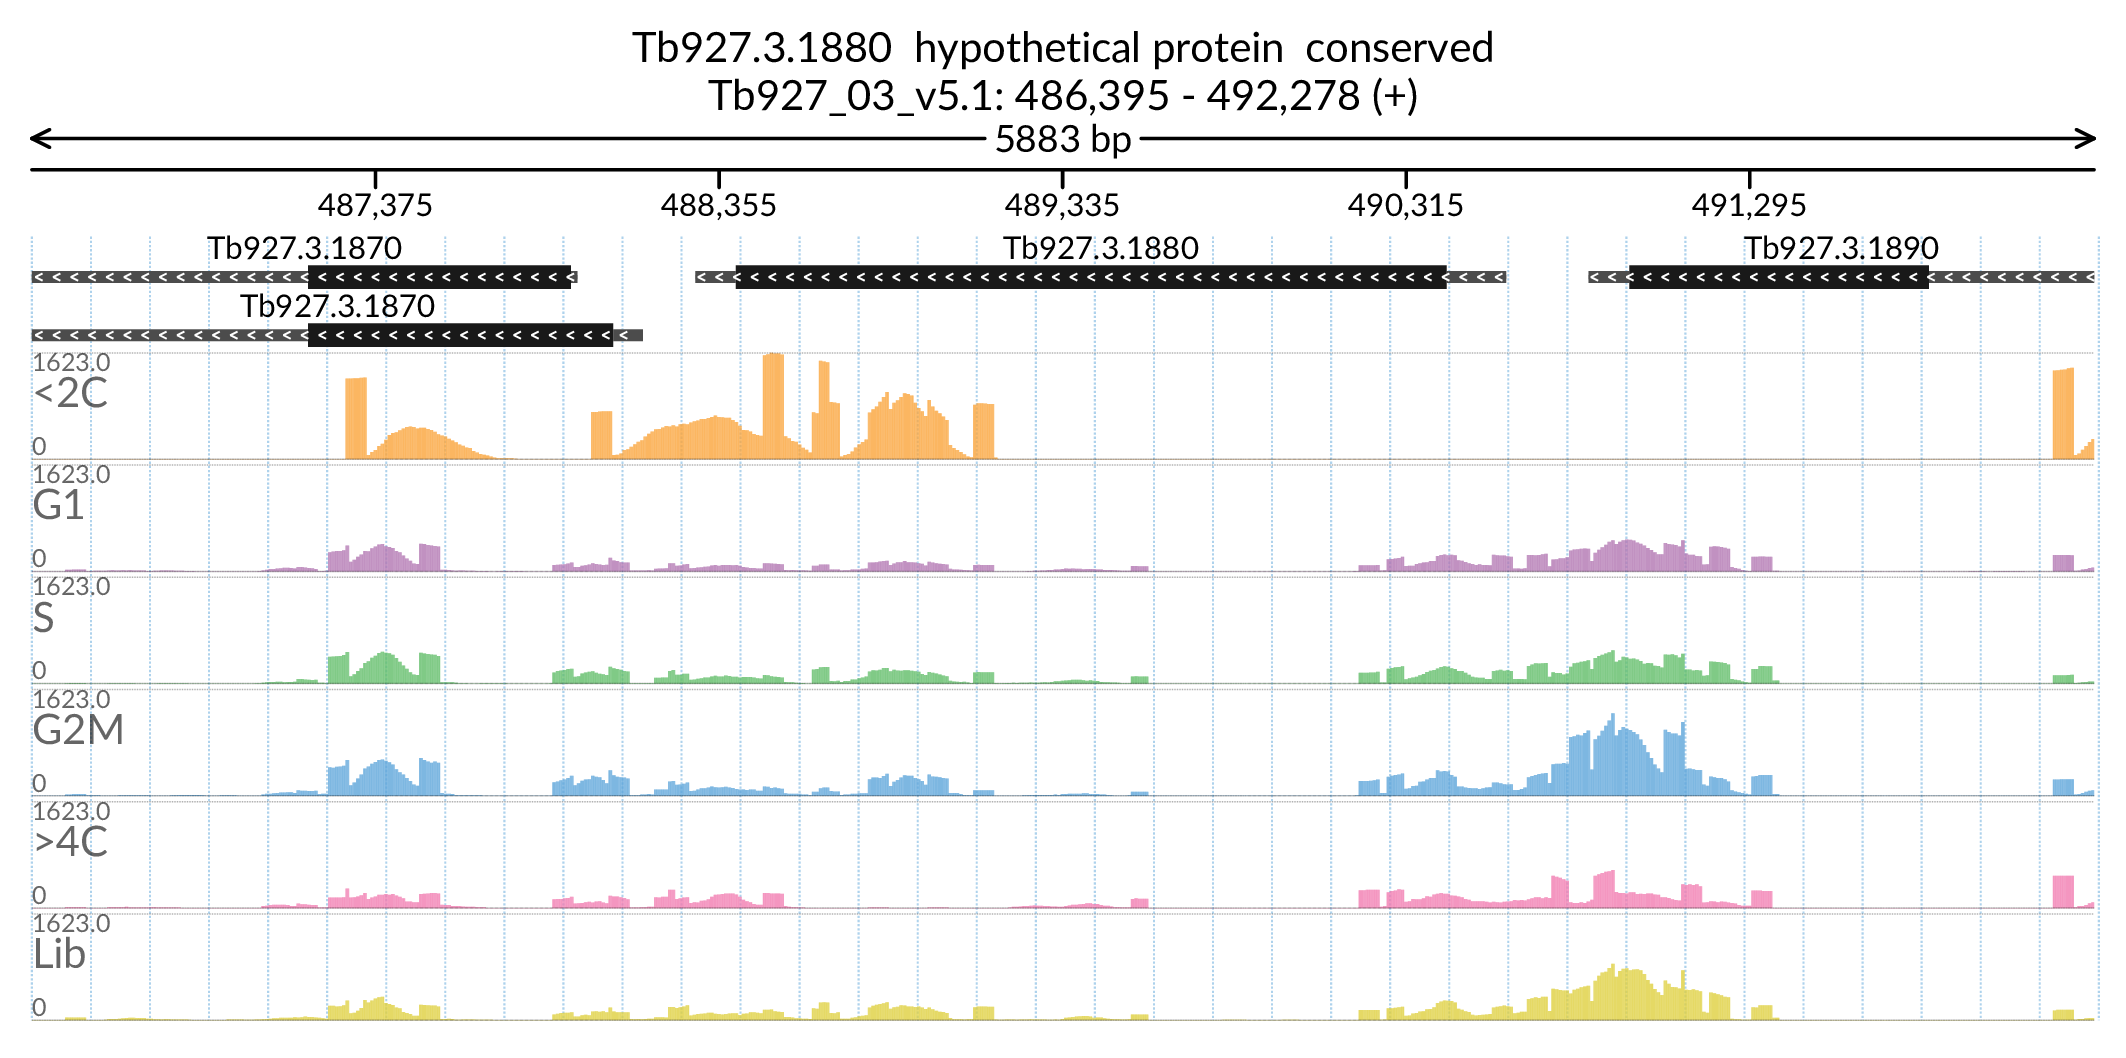 Tb927.3.1880  hypothetical protein  conserved
Tb927_03_v5.1: 486,395 - 492,278 (+)
5883 bp
487,375 488,355 489,335 490,315 491,295
Tb927.3.1870 Tb927.3.1880 Tb927.3.1890
Tb927.3.1870
1623.0
<2C
0
1623.0
G1
0
1623.0
S
0
1623.0
G2M
0
1623.0
>4C
0
1623.0
Lib
0